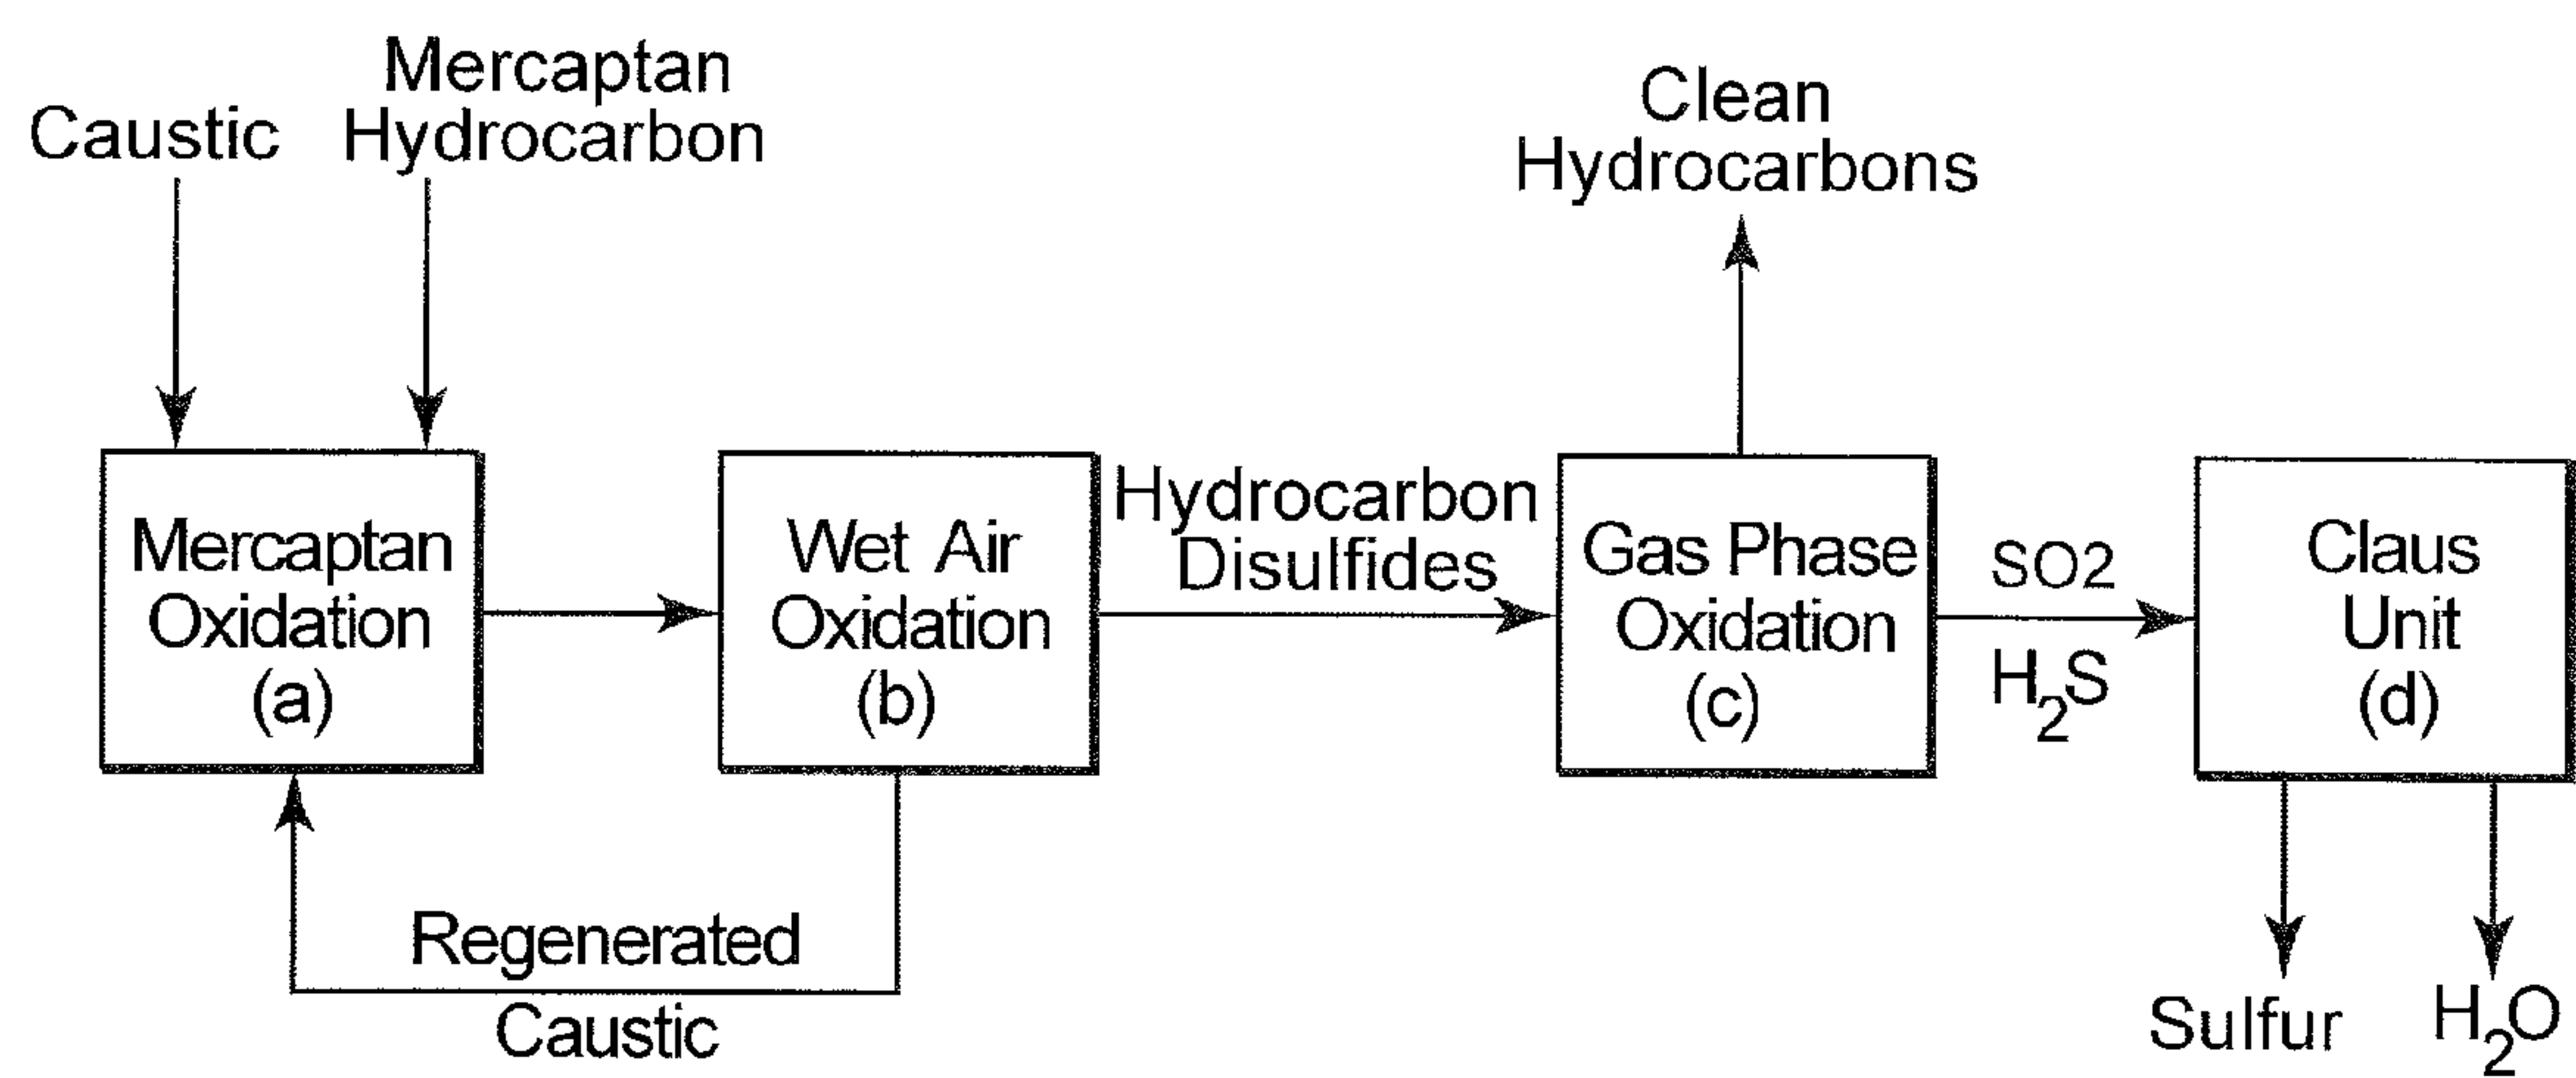 Caustic
Mercaptan
Hydrocarbon
Clean
Hydrocarbons
Mercaptan
Oxidation
(a)
Wet Air
Oxidation
(b)
Hydrocarbon
Disulfides
Gas Phase
Oxidation
(c)
SO2
H₂S
Claus
Unit
(d)
Regenerated
Caustic
Sulfur
H₂O